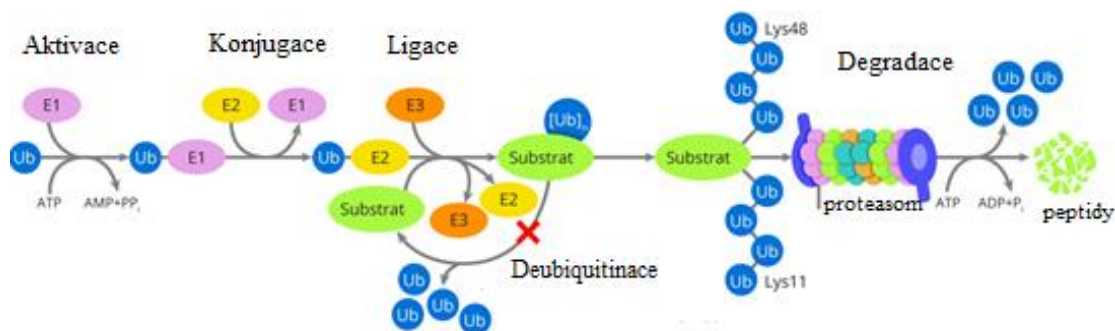 Aktivace
Konjugace
Ligace
Degradace
Lys48
Ub
Ub
Ub
Ub
Ub Ub
Ub Ub
E1
E2
E1
E3
[Ub]n
Ub
Ub
E1
Ub
E2
Substrat
Substrat
ATP
AMP+PPi
Substrat
E3
E2
proteasom
ATP
ADP+Pi
peptidy
Ub
Ub
Ub
Ub
Lys11
Deubiquitinace
Ub
Ub
Ub
Ub